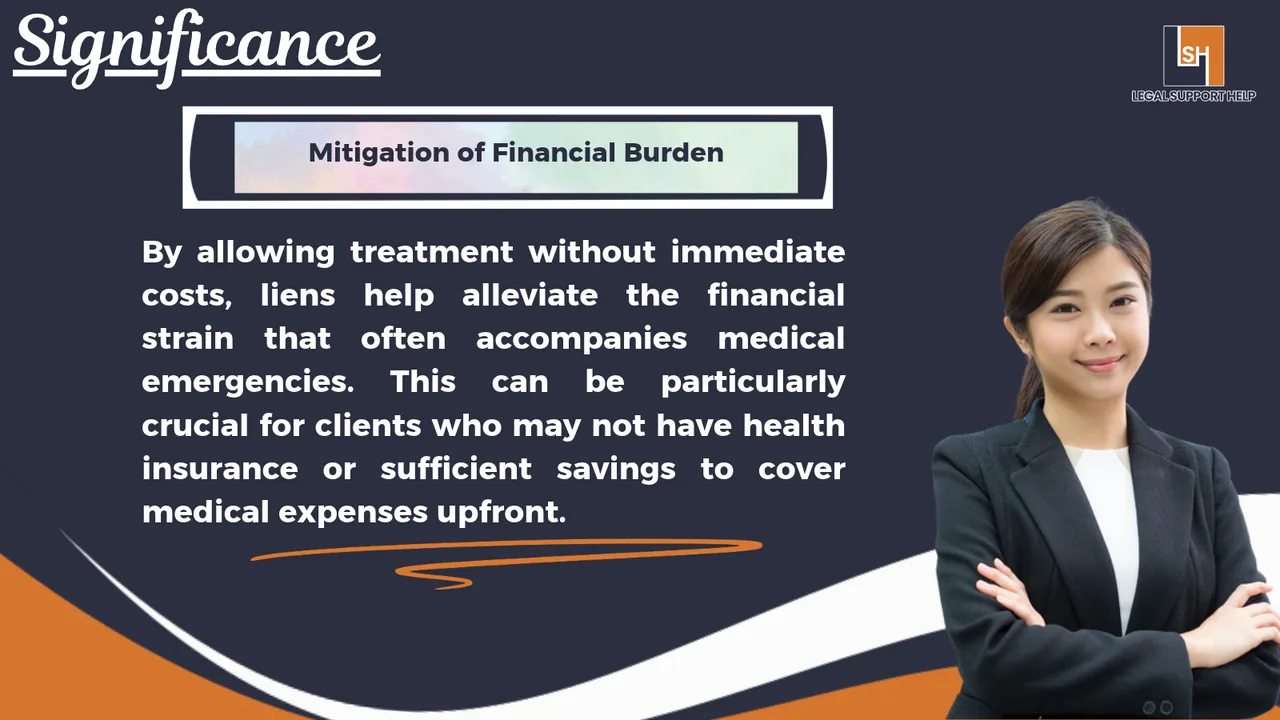 Significance
LSH
LEGAL SUPPORT HELP
Mitigation of Financial Burden
By allowing treatment without immediate
costs, liens help alleviate the financial
strain that often accompanies medical
emergencies. This can be particularly
crucial for clients who may not have health
insurance or sufficient savings to cover
medical expenses upfront.